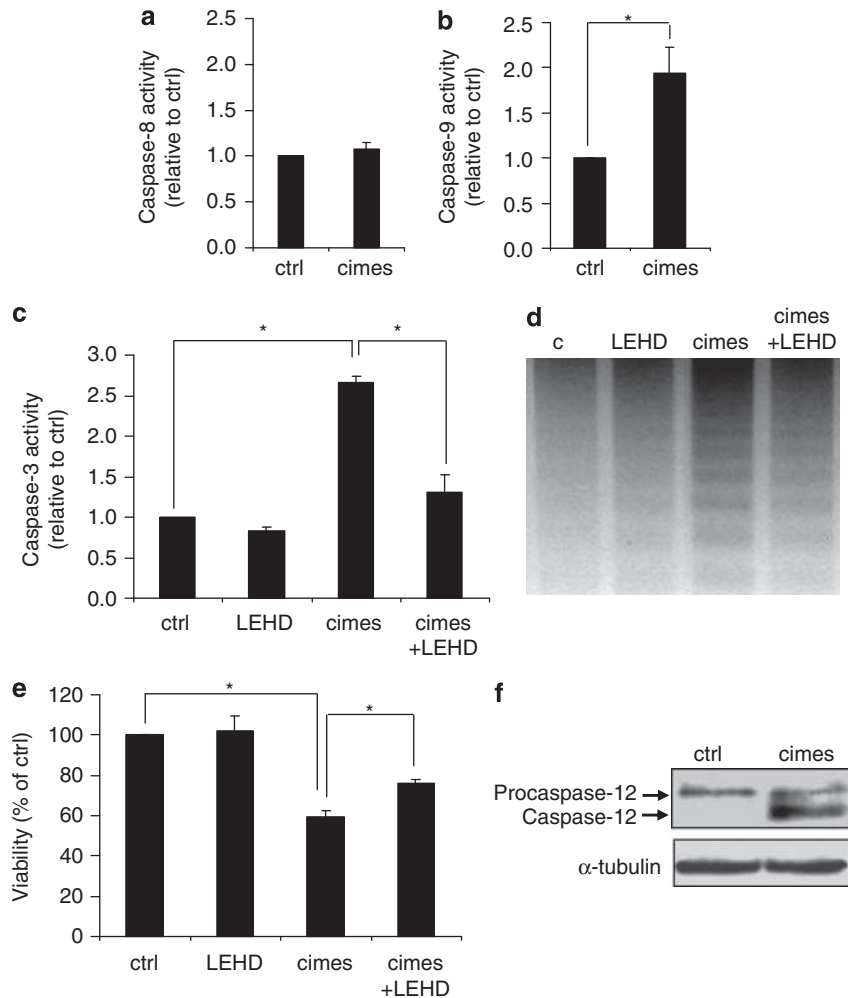 a
Caspase-8 activity
(relative to ctrl)
2.5
2.0
1.5
1.0
0.5
0.0
ctrl cimes
b
Caspase-9 activity
(relative to ctrl)
2.5
2.0
1.5
1.0
0.5
0.0
*
ctrl cimes
c
Caspase-3 activity
(relative to ctrl)
3.0
2.5
2.0
1.5
1.0
0.5
0.0
* *
ctrl LEHD cimes cimes
+LEHD
d
c LEHD cimes cimes
+LEHD
e
Viability (% of ctrl)
120
100
80
60
40
20
0
* *
ctrl LEHD cimes cimes
+LEHD
f
ctrl cimes
Procaspase-12
Caspase-12
α-tubulin